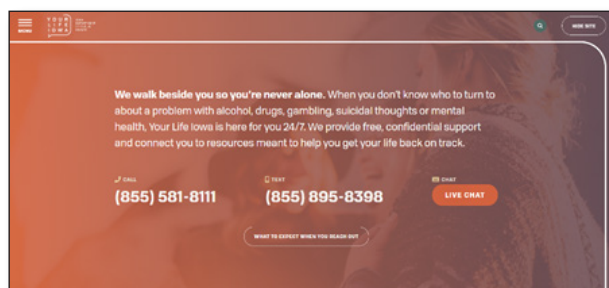 MENU
YOUR
LIFE
IOWA
HIDE SITE
We walk beside you so you're never alone. When you don't know who to turn to
about a problem with alcohol, drugs, gambling, suicidal thoughts or mental
health, Your Life Iowa is here for you 24/7. We provide free, confidential support
and connect you to resources meant to help you get your life back on track.
CALL
TEXT
CHAT
(855) 581-8111
(855) 895-8398
LIVE CHAT
WHAT TO EXPECT WHEN YOU REACH OUT